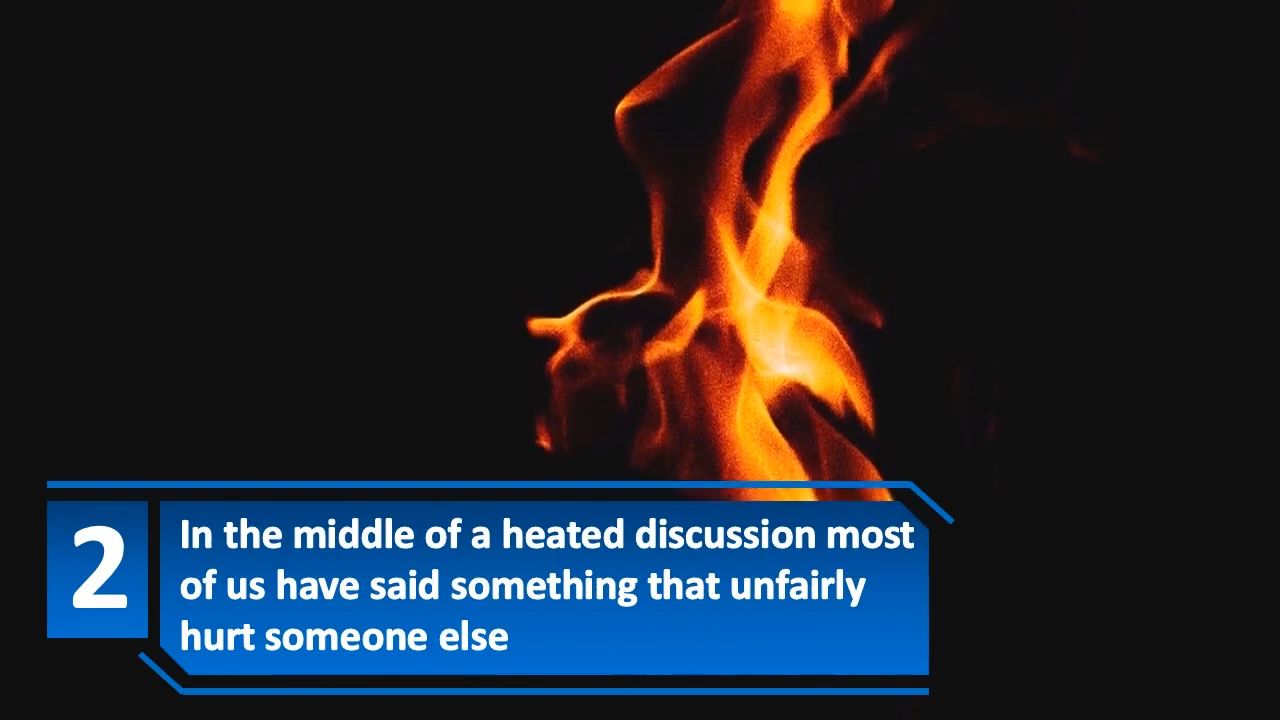 2
In the middle of a heated discussion most
of us have said something that unfairly
hurt someone else